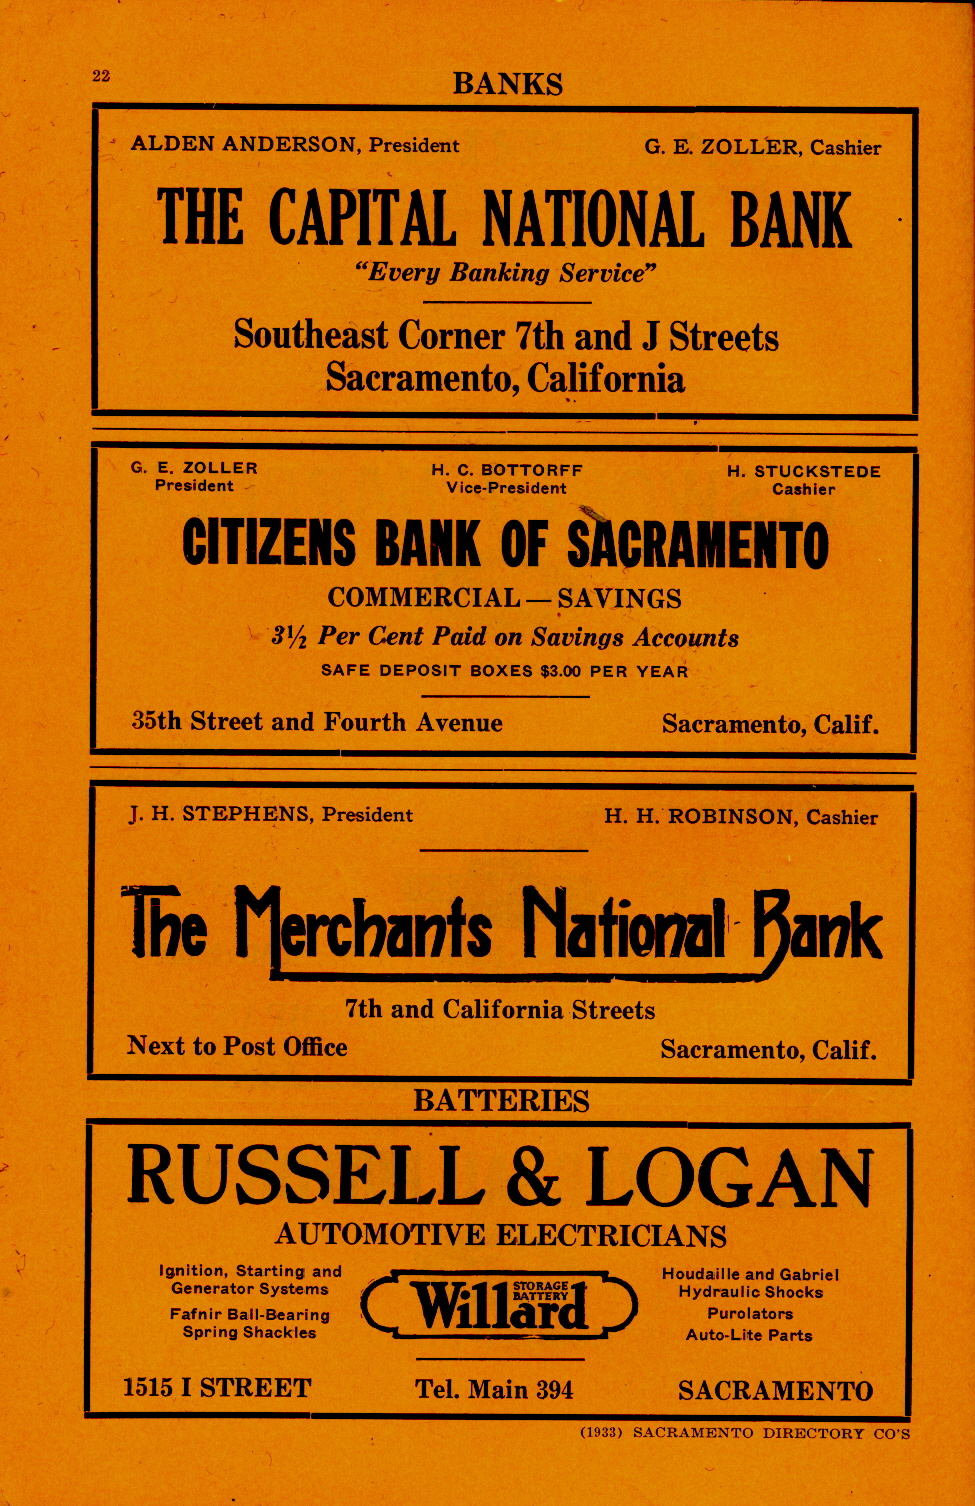 22
BANKS
ALDEN ANDERSON, President G. E. ZOLLER, Cashier
THE CAPITAL NATIONAL BANK
“Every Banking Service”
Southeast Corner 7th and J Streets
Sacramento, California
G. E. ZOLLER H. C. BOTTORFF H. STUCKSTEDE
President Vice-President Cashier
CITIZENS BANK OF SACRAMENTO
COMMERCIAL — SAVINGS
3½ Per Cent Paid on Savings Accounts
SAFE DEPOSIT BOXES $3.00 PER YEAR
35th Street and Fourth Avenue Sacramento, Calif.
J. H. STEPHENS, President H. H. ROBINSON, Cashier
The Merchants National Bank
7th and California Streets
Next to Post Office Sacramento, Calif.
BATTERIES
RUSSELL & LOGAN
AUTOMOTIVE ELECTRICIANS
Ignition, Starting and
Generator Systems
Fafnir Ball-Bearing
Spring Shackles
Willard STORAGE
BATTERY
Houdaille and Gabriel
Hydraulic Shocks
Purolators
Auto-Lite Parts
1515 I STREET Tel. Main 394 SACRAMENTO
(1933) SACRAMENTO DIRECTORY CO'S